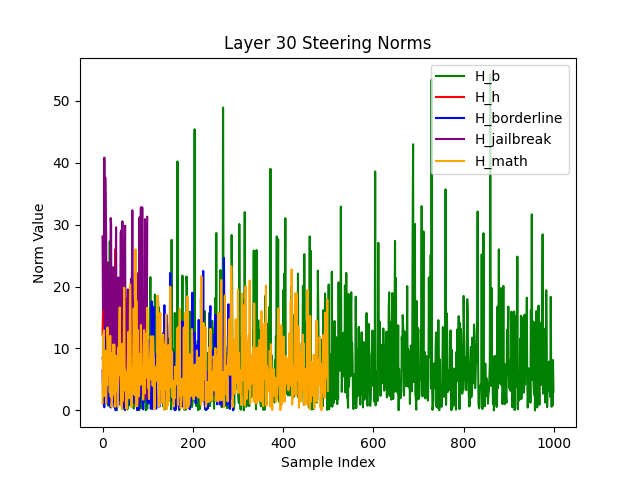 Layer 30 Steering Norms
H_b
H_h
H_borderline
H_jailbreak
H_math
Norm Value
50
40
30
20
10
0
0 200 400 600 800 1000
Sample Index